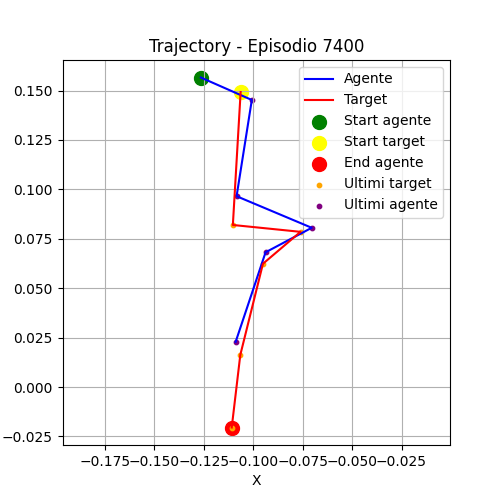 Trajectory - Episodio 7400
Agente
Target
Start agente
Start target
End agente
Ultimi target
Ultimi agente
0.150
0.125
0.100
0.075
0.050
0.025
0.000
−0.025
−0.175 −0.150 −0.125 −0.100 −0.075 −0.050 −0.025
X